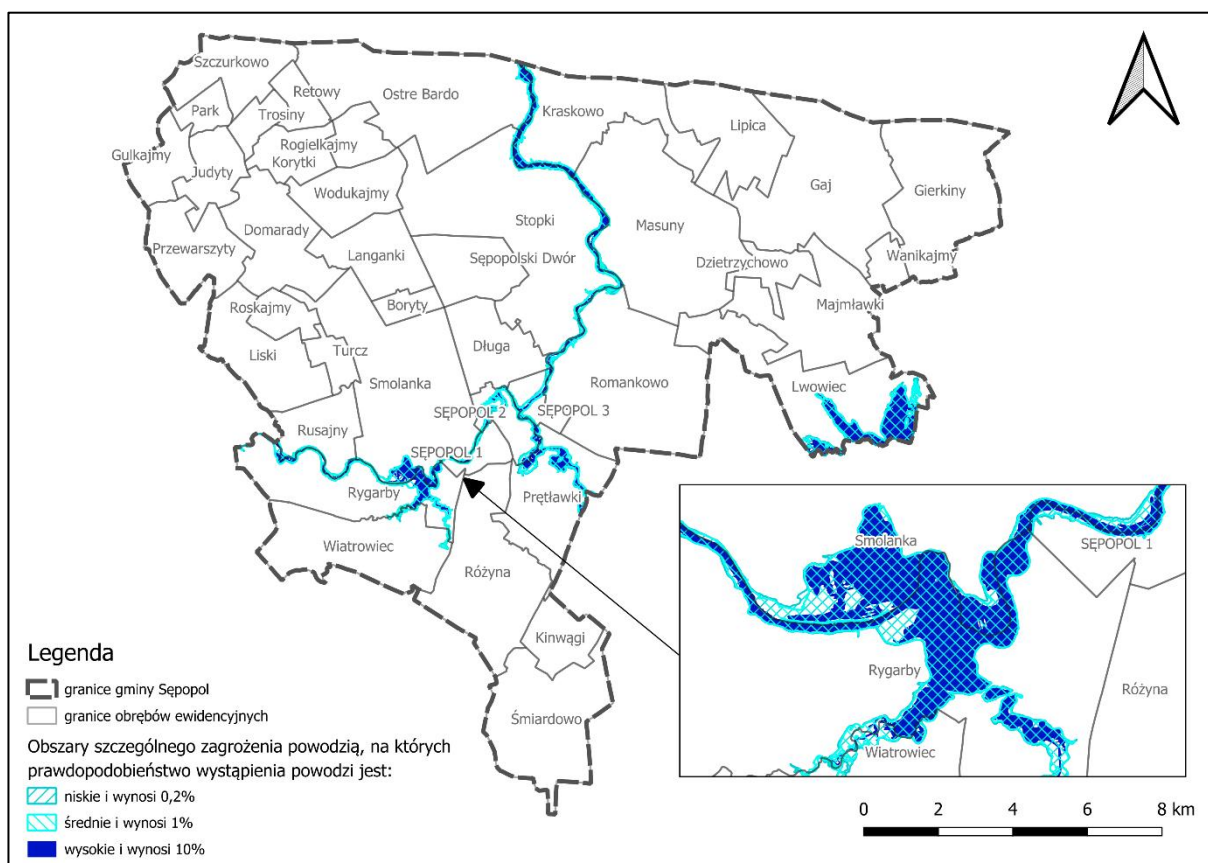 Szczurkowo
Retowy
Ostre Bardo
Park
Trosiny
Kraskowo
Lipica
Gulkajmy
Rogielkajmy
Korytki
Judyty
Wodukajmy
Gaj
Gierkiny
Stopki
Masuny
Domarady
Przewarszyty
Langanki
Sępopolski Dwór
Dzietrzychowo
Wanikajmy
Roskajmy
Boryty
Majmławki
Liski
Turcz
Długa
Smolanka
Romankowo
Lwowiec
SĘPOPOL 2
SĘPOPOL 3
Rusajny
SĘPOPOL 1
Rygarby
Prętławki
Wiatrowiec
Różyna
Kinwągi
Śmiardowo
Smolanka
SĘPOPOL 1
Rygarby
Różyna
Wiatrowiec
Legenda
granice gminy Sępopol
granice obrębów ewidencyjnych
Obszary szczególnego zagrożenia powodzią, na których
prawdopodobieństwo wystąpienia powodzi jest:
niskie i wynosi 0,2%
średnie i wynosi 1%
wysokie i wynosi 10%
0 2 4 6 8 km